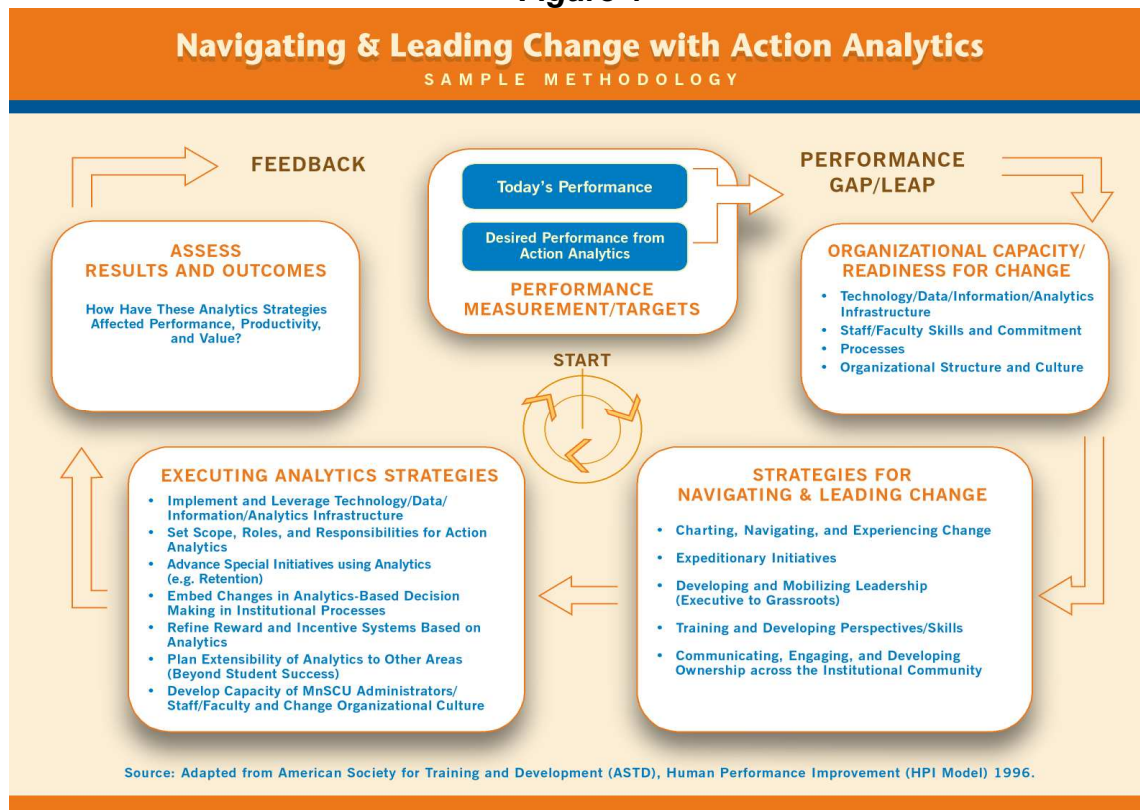 Navigating & Leading Change with Action Analytics
SAMPLE METHODOLOGY
FEEDBACK
Today's Performance
Desired Performance from
Action Analytics
PERFORMANCE
MEASUREMENT/TARGETS
PERFORMANCE
GAP/LEAP
ASSESS
RESULTS AND OUTCOMES
How Have These Analytics Strategies
Affected Performance, Productivity,
and Value?
ORGANIZATIONAL CAPACITY/
READINESS FOR CHANGE
• Technology/Data/Information/Analytics
Infrastructure
• Staff/Faculty Skills and Commitment
• Processes
• Organizational Structure and Culture
START
EXECUTING ANALYTICS STRATEGIES
• Implement and Leverage Technology/Data/
Information/Analytics Infrastructure
• Set Scope, Roles, and Responsibilities for Action
Analytics
• Advance Special Initiatives using Analytics
(e.g. Retention)
• Embed Changes in Analytics-Based Decision
Making in Institutional Processes
• Refine Reward and Incentive Systems Based on
Analytics
• Plan Extensibility of Analytics to Other Areas
(Beyond Student Success)
• Develop Capacity of MnSCU Administrators/
Staff/Faculty and Change Organizational Culture
STRATEGIES FOR
NAVIGATING & LEADING CHANGE
• Charting, Navigating, and Experiencing Change
• Expeditionary Initiatives
• Developing and Mobilizing Leadership
(Executive to Grassroots)
• Training and Developing Perspectives/Skills
• Communicating, Engaging, and Developing
Ownership across the Institutional Community
Source: Adapted from American Society for Training and Development (ASTD), Human Performance Improvement (HPI Model) 1996.